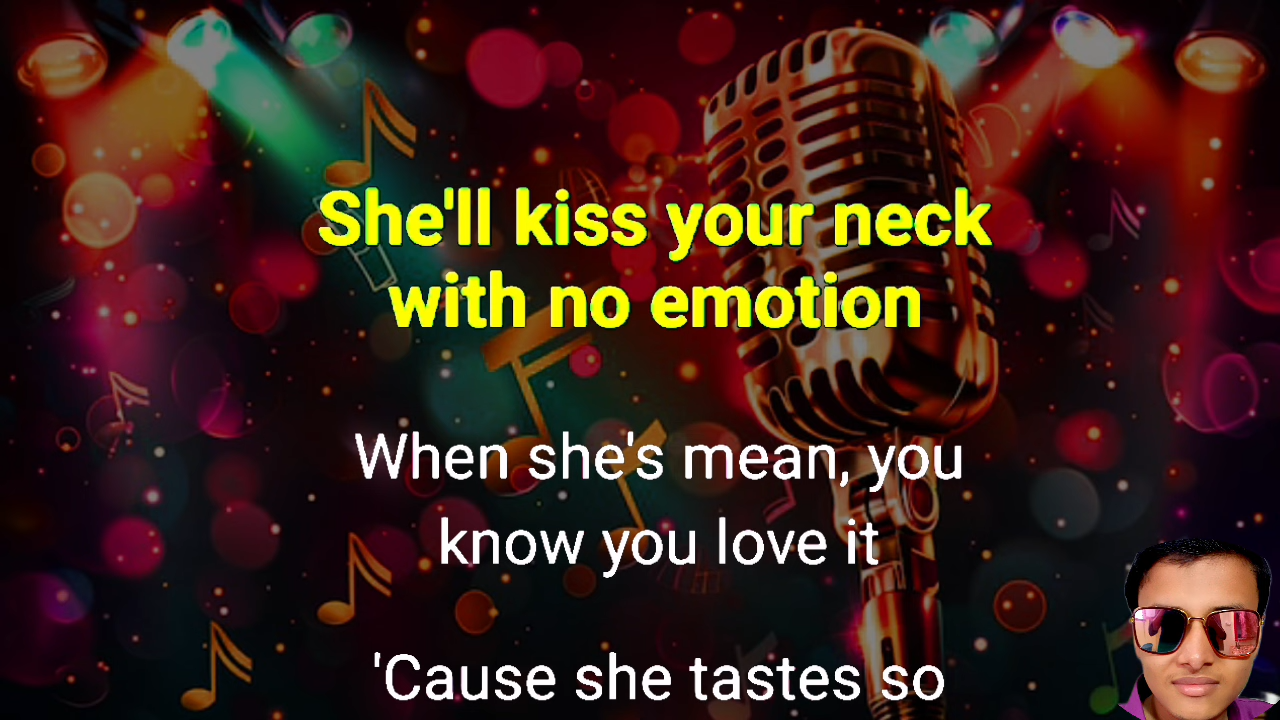 She'll kiss your neck
with no emotion
When she's mean, you
know you love it
'Cause she tastes so